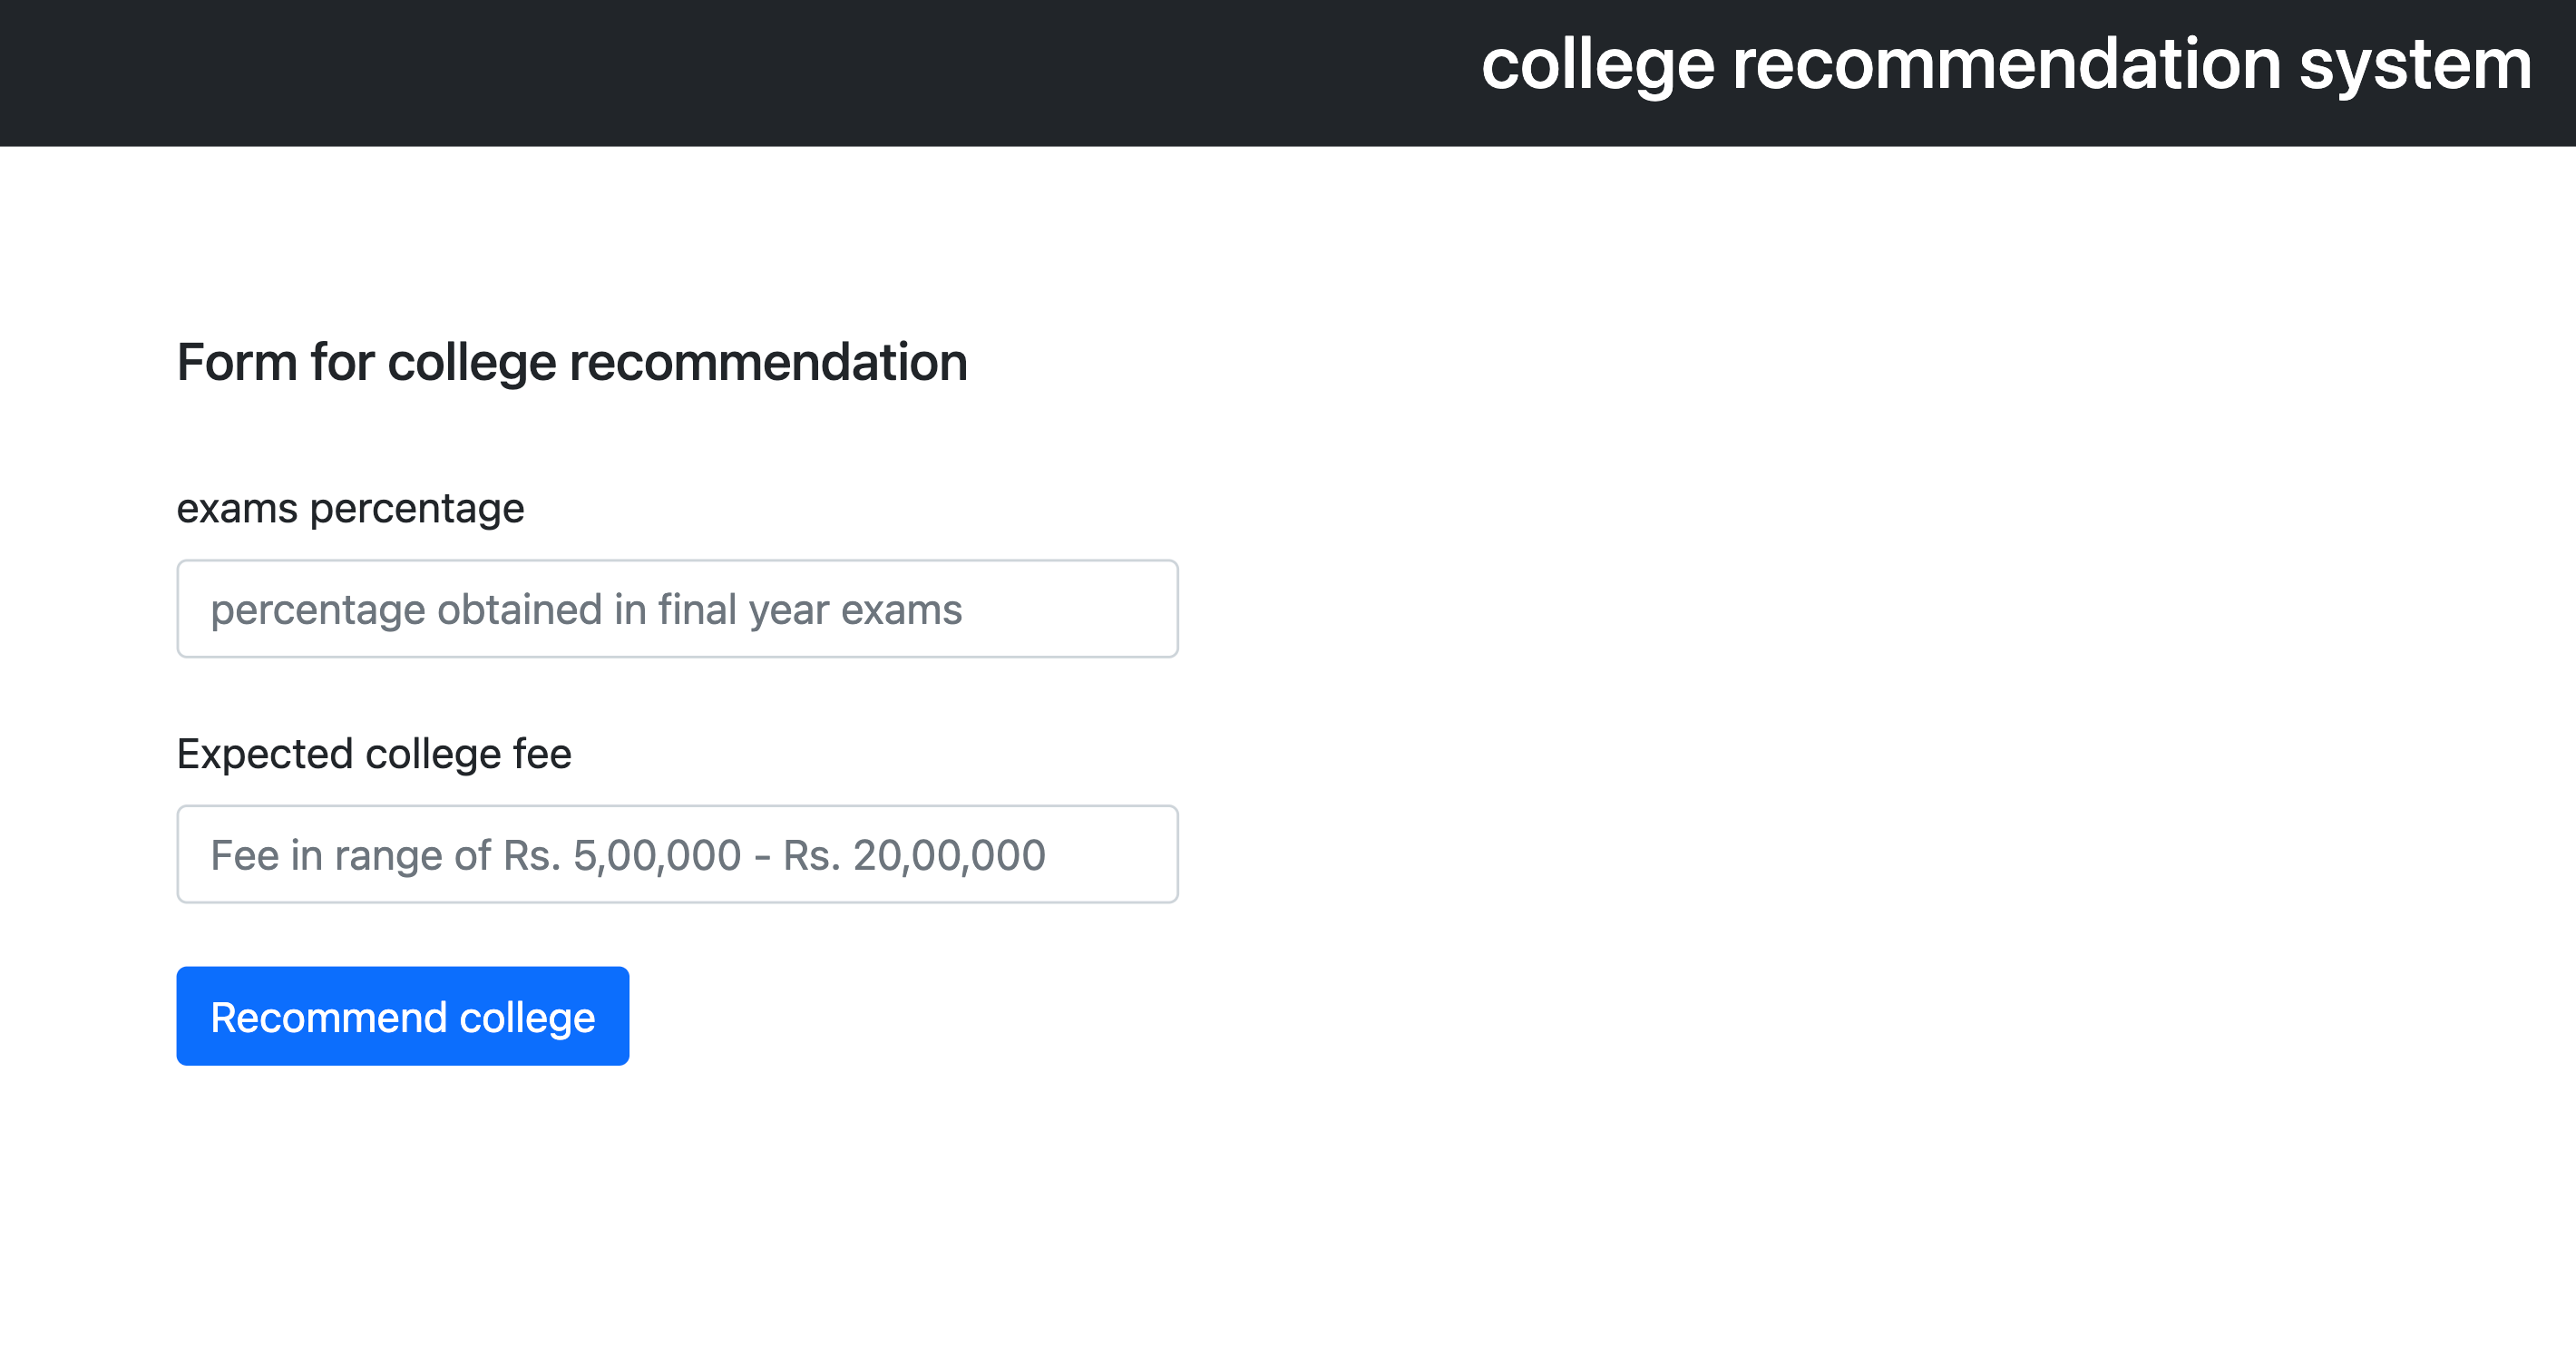 college recommendation system
Form for college recommendation
exams percentage
percentage obtained in final year exams
Expected college fee
Fee in range of Rs. 5,00,000 - Rs. 20,00,000
Recommend college